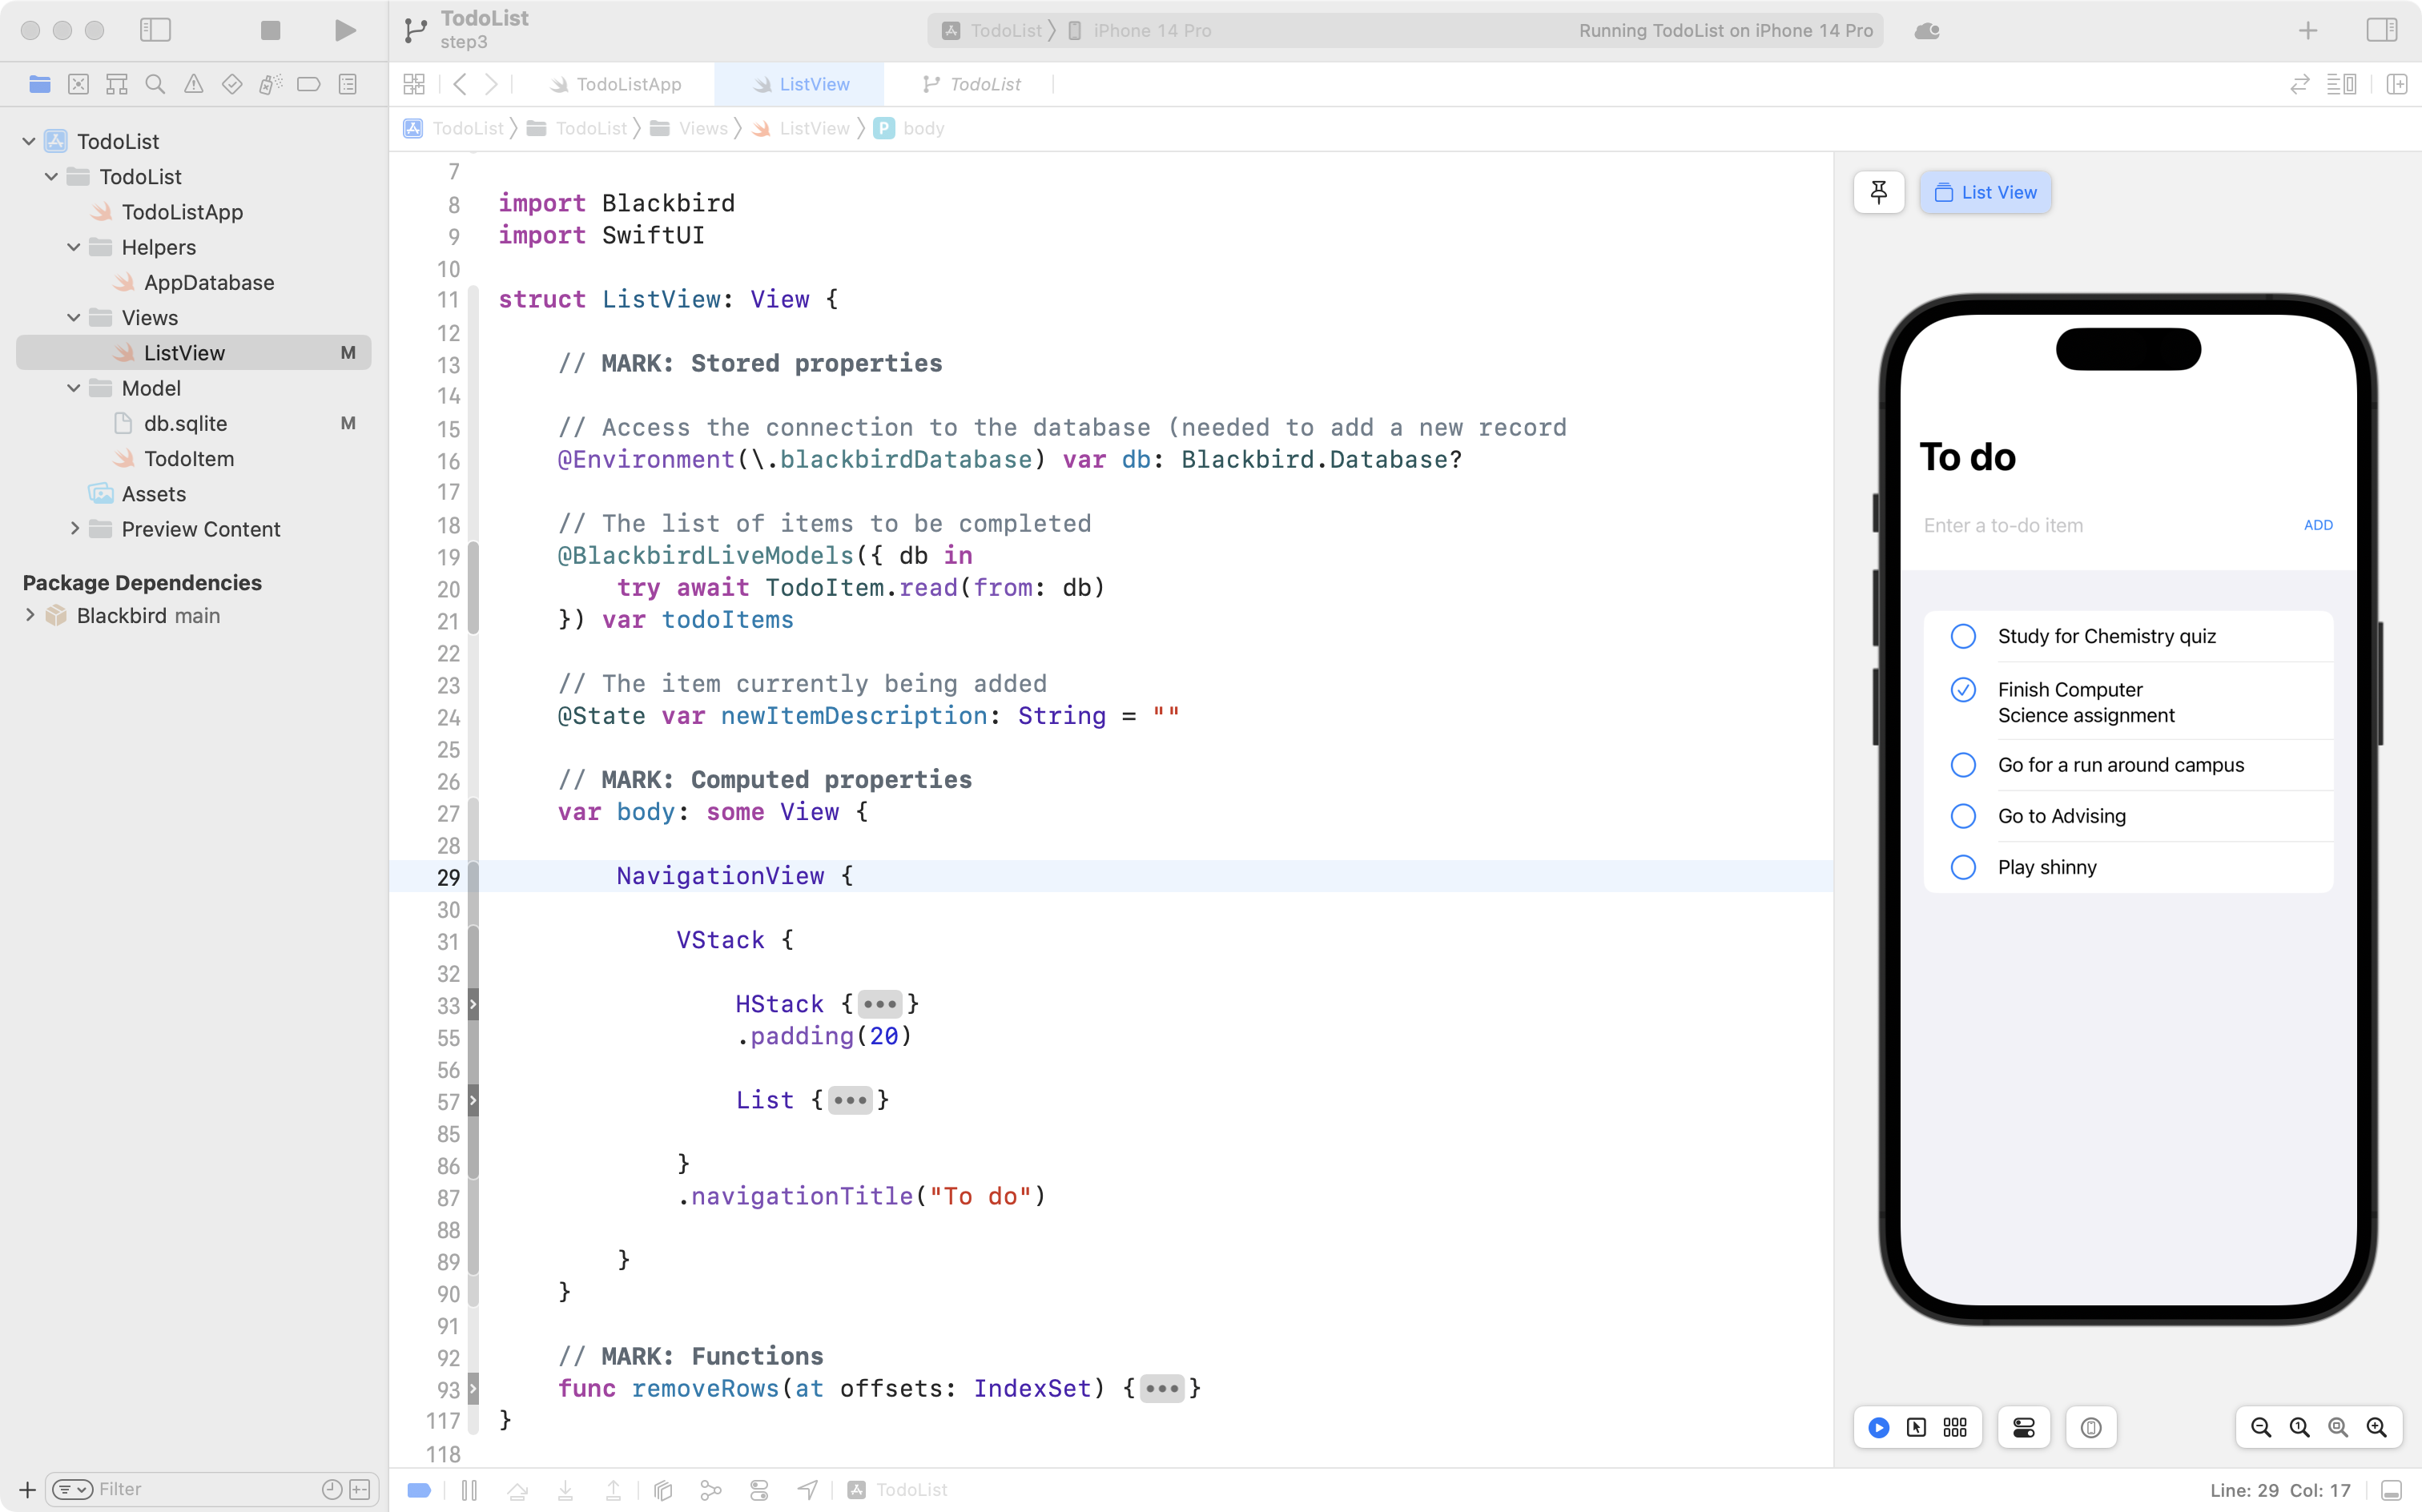 TodoList
step3
TodoList
iPhone 14 Pro
Running TodoList on iPhone 14 Pro
TodoListApp
ListView
TodoList
TodoList
TodoList
Views
ListView
P
body
TodoList
TodoList
TodoListApp
Helpers
AppDatabase
Views
ListView M
Model
db.sqlite M
TodoItem
Assets
Preview Content
Package Dependencies
Blackbird main
Filter
7
8 import Blackbird
9 import SwiftUI
10
11 struct ListView: View {
12
13 // MARK: Stored properties
14
15 // Access the connection to the database (needed to add a new record
16 @Environment(\.blackbirdDatabase) var db: Blackbird.Database?
17
18 // The list of items to be completed
19 @BlackbirdLiveModels({ db in
20 try await TodoItem.read(from: db)
21 }) var todoItems
22
23 // The item currently being added
24 @State var newItemDescription: String = ""
25
26 // MARK: Computed properties
27 var body: some View {
28
29 NavigationView {
30
31 VStack {
32
33 HStack {•••}
55 .padding(20)
56
57 List {•••}
85
86 }
87 .navigationTitle("To do")
88
89 }
90 }
91
92 // MARK: Functions
93 func removeRows(at offsets: IndexSet) {•••}
117 }
118
List View
To do
Enter a to-do item
ADD
Study for Chemistry quiz
Finish Computer
Science assignment
Go for a run around campus
Go to Advising
Play shinny
TodoList
Line: 29 Col: 17